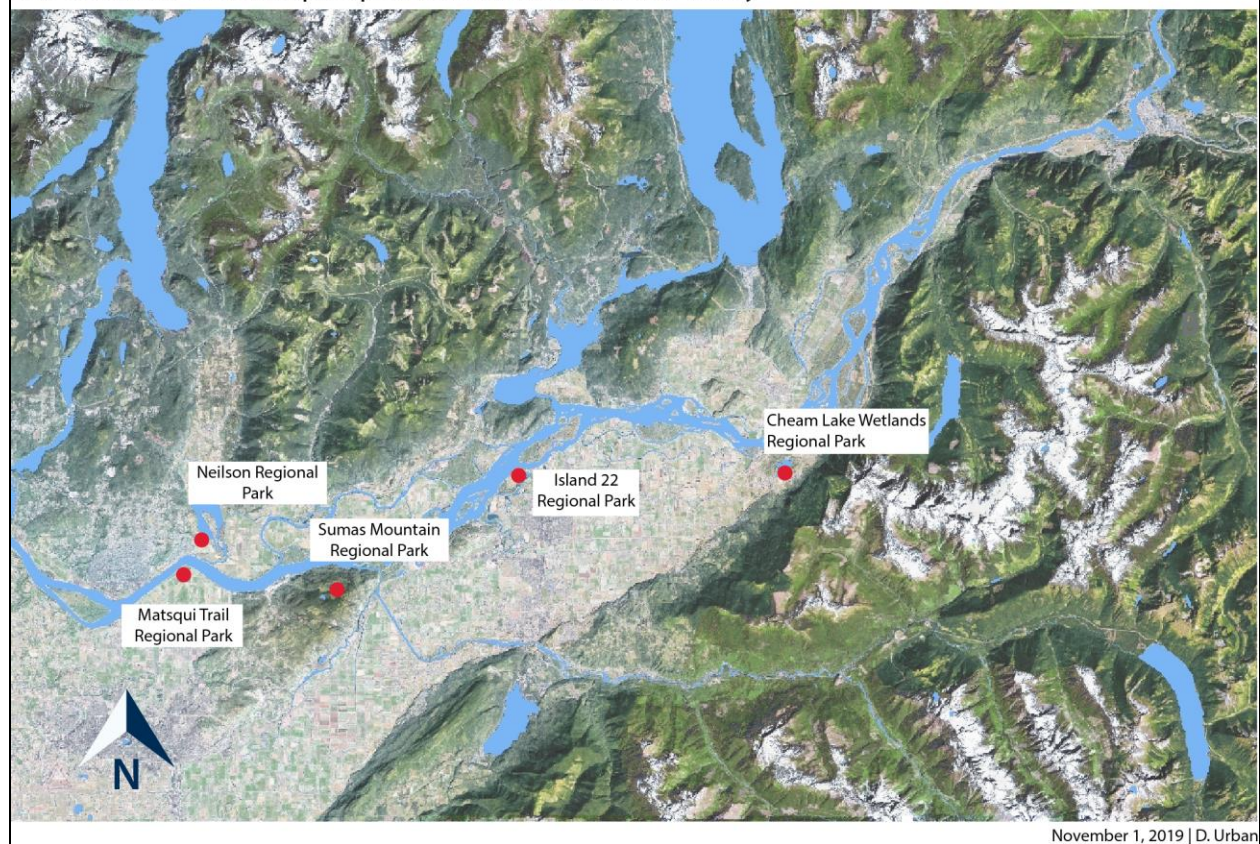 Cheam Lake Wetlands
Regional Park
Neilson Regional
Park
Island 22
Regional Park
Sumas Mountain
Regional Park
Matsqui Trail
Regional Park
N
November 1, 2019 | D. Urban